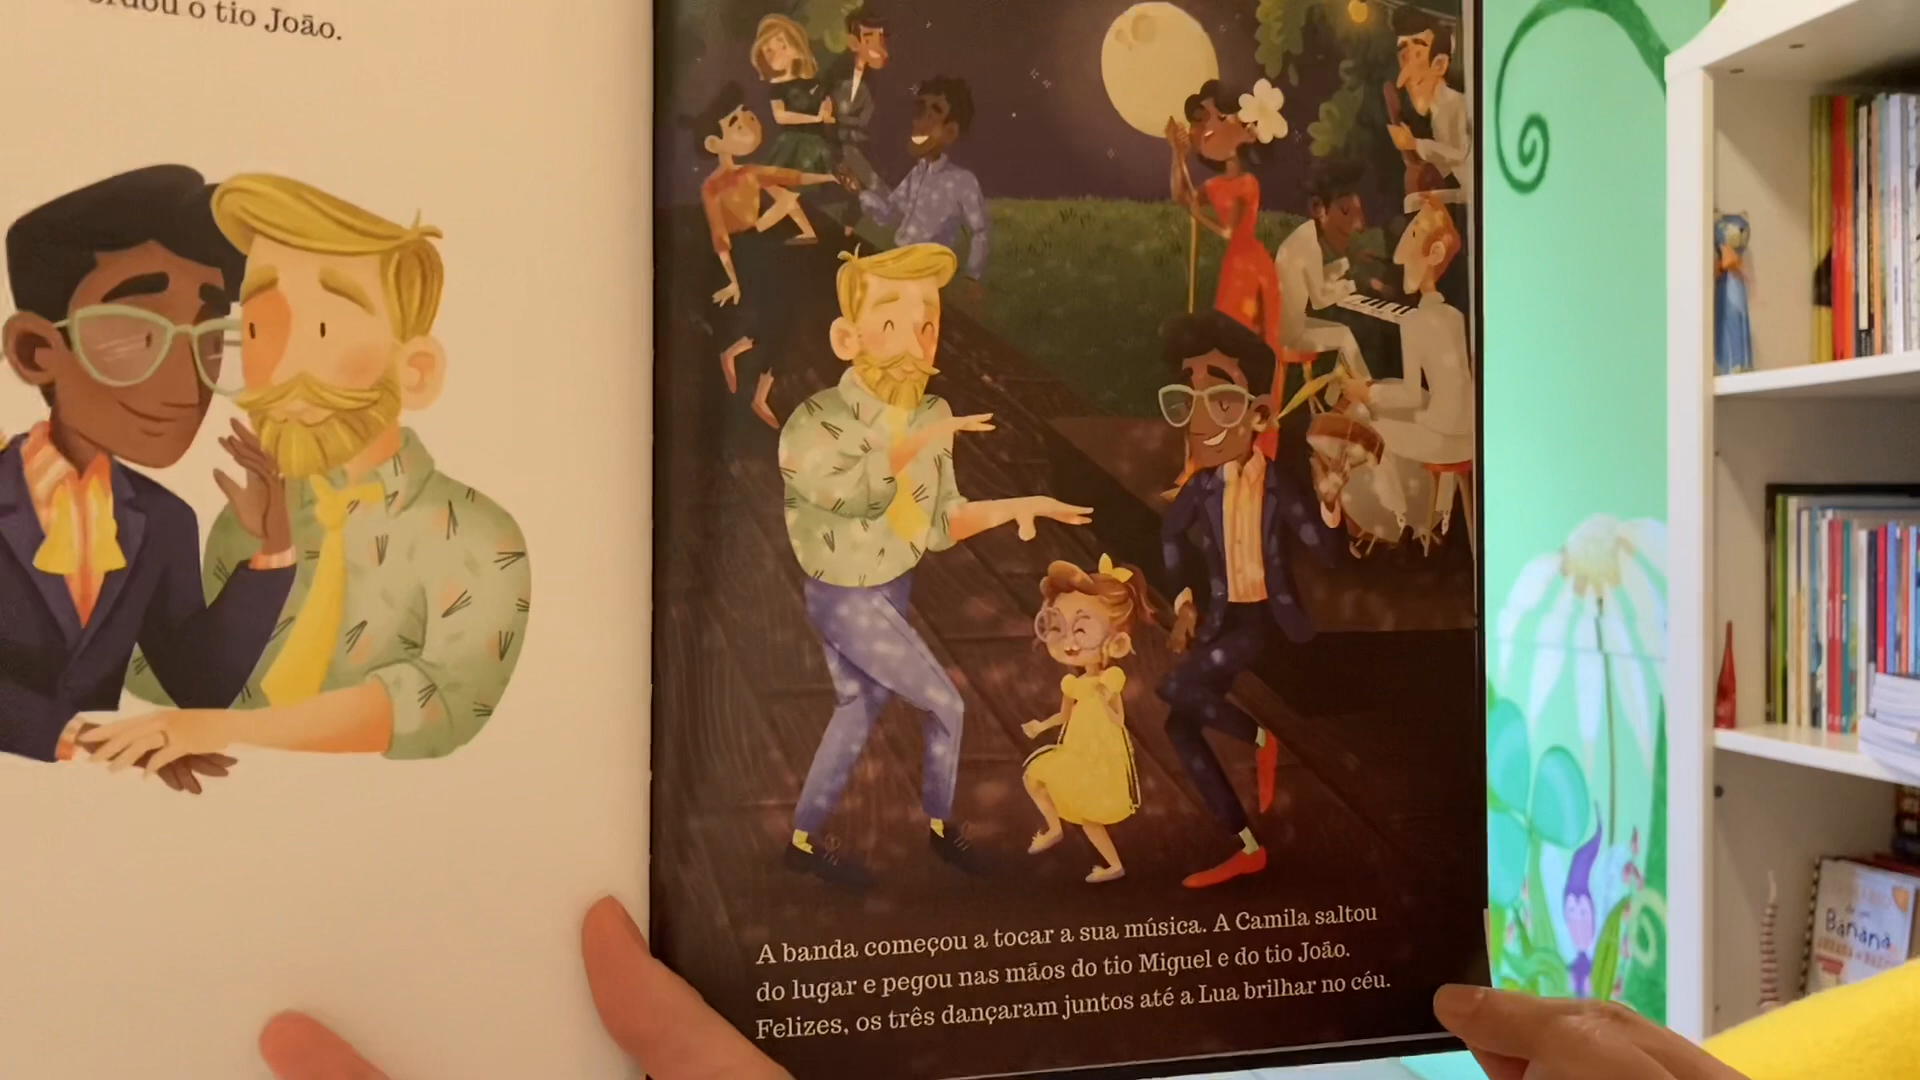 o tio João.
A banda começou a tocar a sua música. A Camila saltou
do lugar e pegou nas mãos do tio Miguel e do tio João.
Felizes, os três dançaram juntos até a Lua brilhar no céu.
Banana